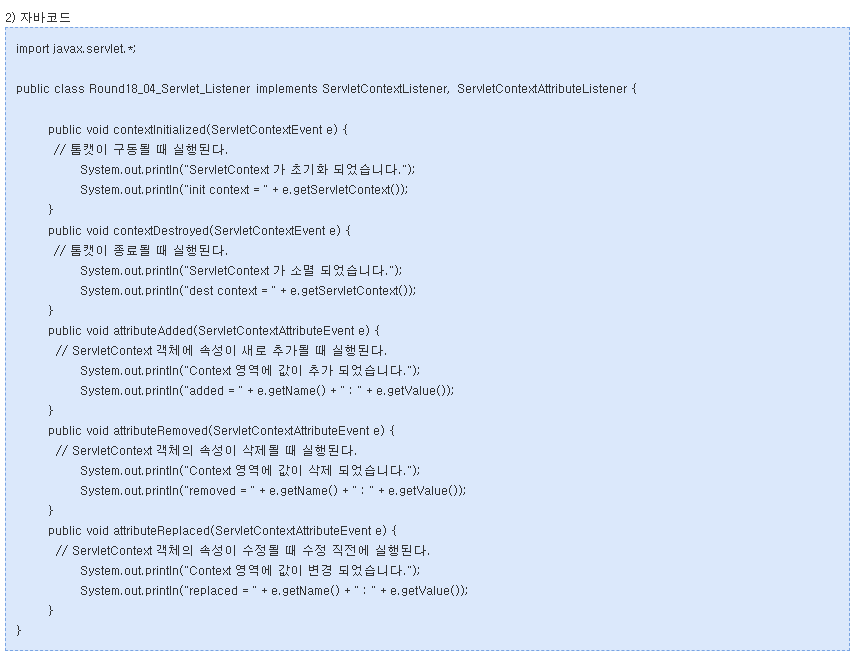 2) 자바코드
import javax.servlet.*;
public class Round18_04_Servlet_Listener implements ServletContextListener, ServletContextAttributeListener {
public void contextInitialized(ServletContextEvent e) {
// 톰캣이 구동될 때 실행된다.
System.out.println("ServletContext 가 초기화 되었습니다.");
System.out.println("init context = " + e.getServletContext());
}
public void contextDestroyed(ServletContextEvent e) {
// 톰캣이 종료될 때 실행된다.
System.out.println("ServletContext 가 소멸 되었습니다.");
System.out.println("dest context = " + e.getServletContext());
}
public void attributeAdded(ServletContextAttributeEvent e) {
// ServletContext 객체에 속성이 새로 추가될 때 실행된다.
System.out.println("Context 영역에 값이 추가 되었습니다.");
System.out.println("added = " + e.getName() + " : " + e.getValue());
}
public void attributeRemoved(ServletContextAttributeEvent e) {
// ServletContext 객체의 속성이 삭제될 때 실행된다.
System.out.println("Context 영역에 값이 삭제 되었습니다.");
System.out.println("removed = " + e.getName() + " : " + e.getValue());
}
public void attributeReplaced(ServletContextAttributeEvent e) {
// ServletContext 객체의 속성이 수정될 때 수정 직전에 실행된다.
System.out.println("Context 영역에 값이 변경 되었습니다.");
System.out.println("replaced = " + e.getName() + " : " + e.getValue());
}
}